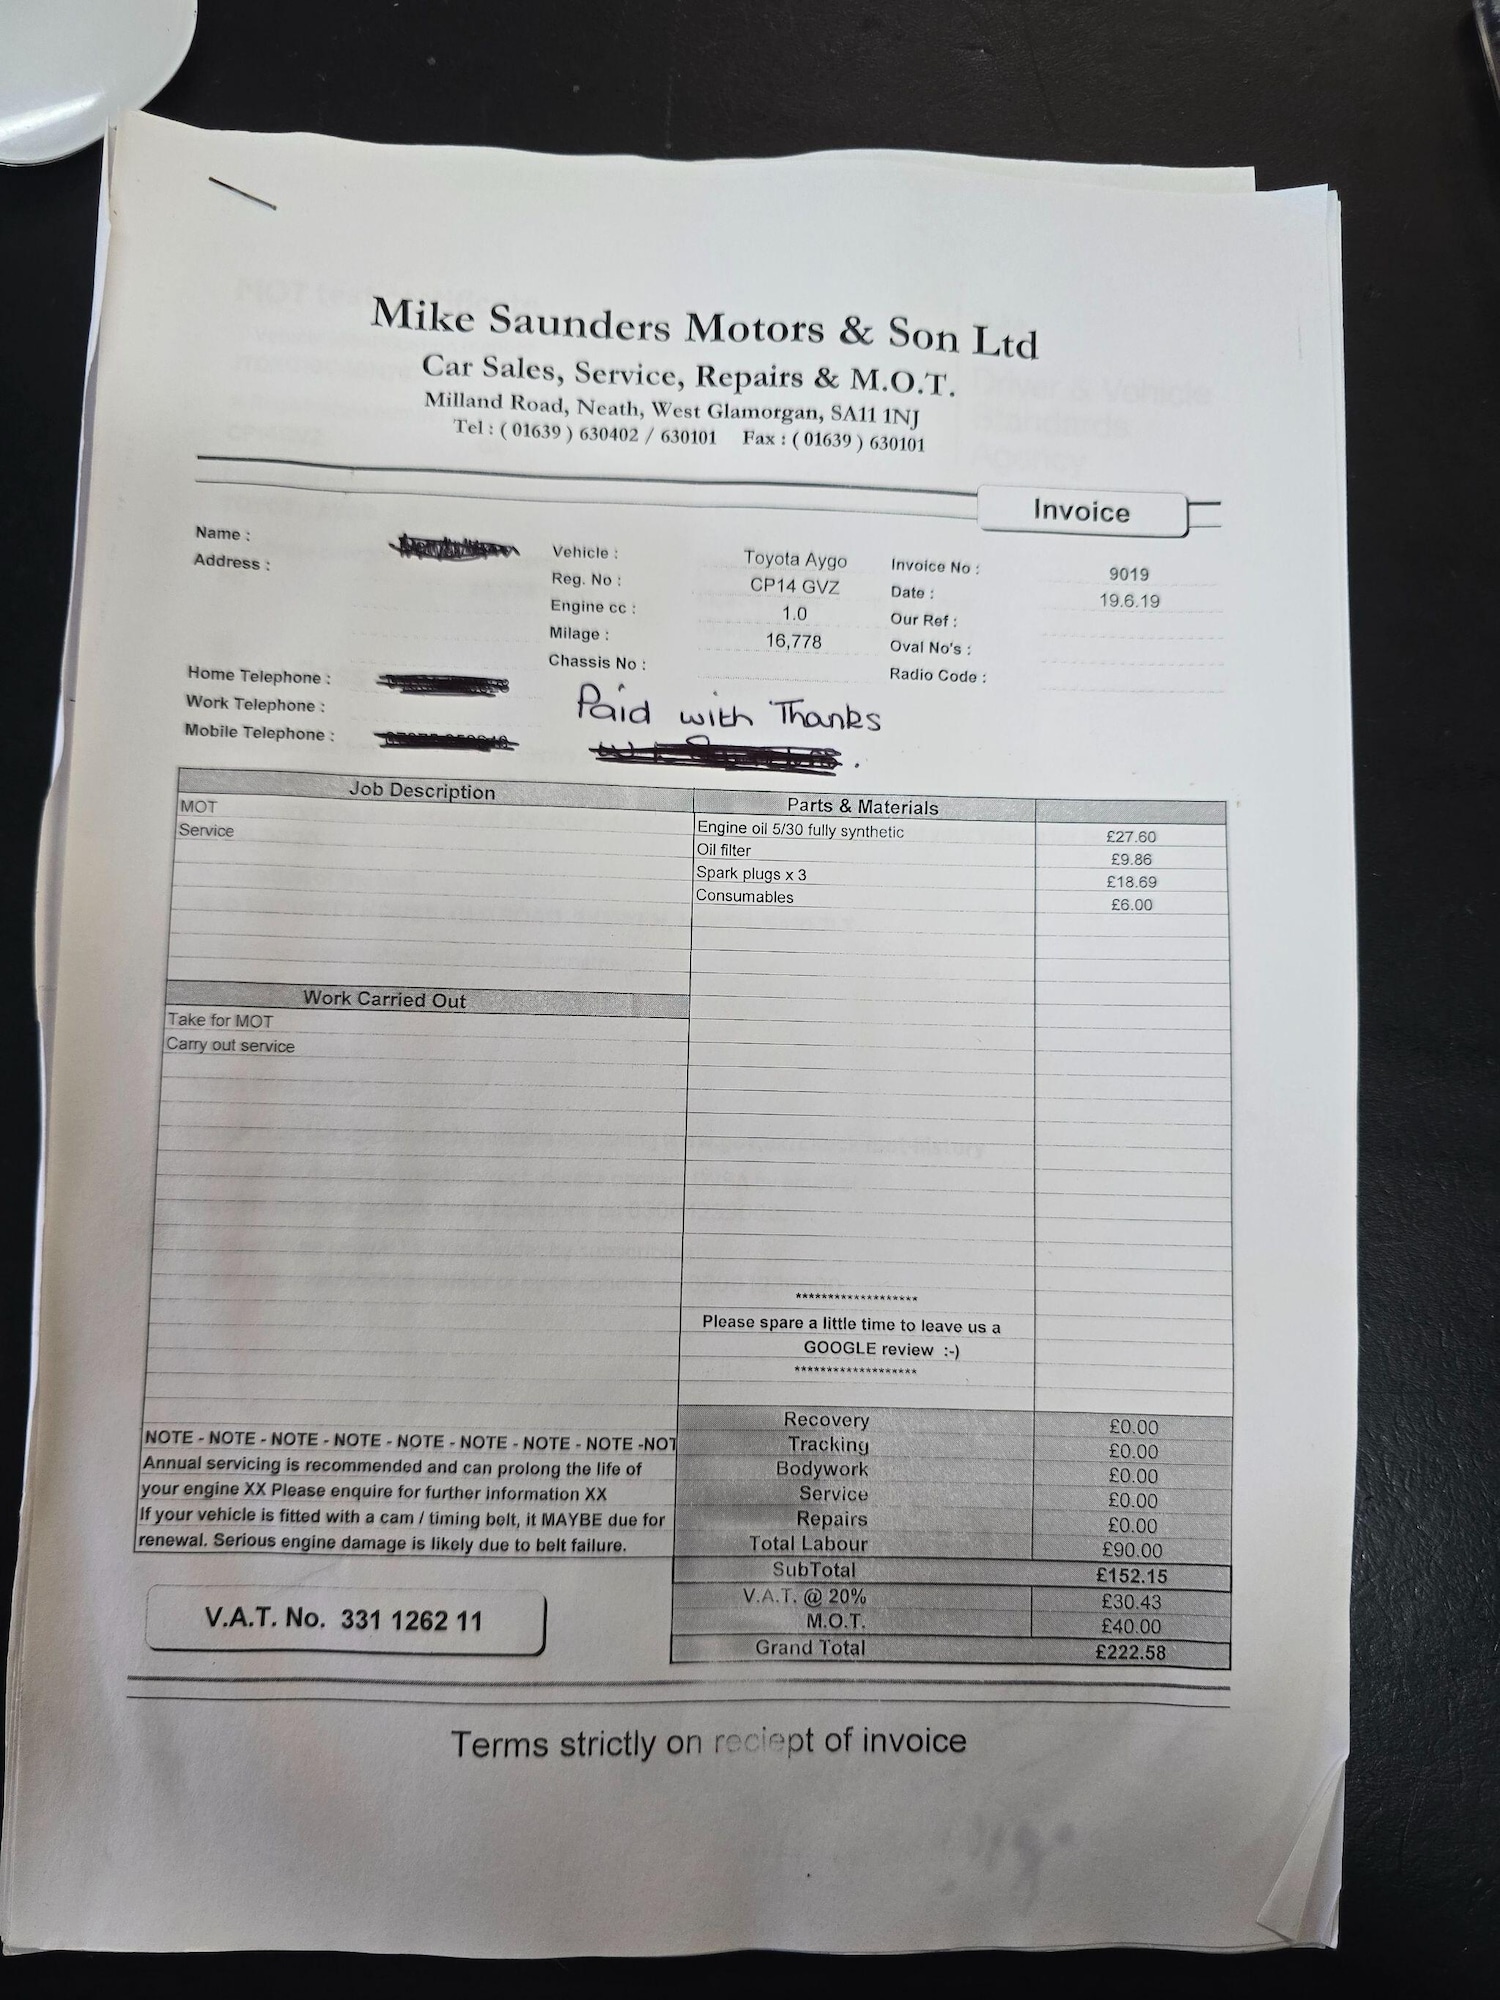 Mike Saunders Motors & Son Ltd
Car Sales, Service, Repairs & M.O.T.
Milland Road, Neath, West Glamorgan, SA11 1NJ
Tel : ( 01639 ) 630402 / 630101 Fax : ( 01639 ) 630101
Invoice
Name :
Address :
Home Telephone :
Work Telephone :
Mobile Telephone :
Vehicle : Toyota Aygo
Reg. No : CP14 GVZ
Engine cc : 1.0
Milage : 16,778
Chassis No :
Invoice No : 9019
Date : 19.6.19
Our Ref :
Oval No's :
Radio Code :
Paid with Thanks
Job Description
MOT
Service
Work Carried Out
Take for MOT
Carry out service
Parts & Materials
Engine oil 5/30 fully synthetic £27.60
Oil filter £9.86
Spark plugs x 3 £18.69
Consumables £6.00
*******************
Please spare a little time to leave us a
GOOGLE review :-)
*******************
NOTE - NOTE - NOTE - NOTE - NOTE - NOTE - NOTE - NOTE -NOT
Annual servicing is recommended and can prolong the life of
your engine XX Please enquire for further information XX
If your vehicle is fitted with a cam / timing belt, it MAYBE due for
renewal. Serious engine damage is likely due to belt failure.
Recovery £0.00
Tracking £0.00
Bodywork £0.00
Service £0.00
Repairs £0.00
Total Labour £90.00
SubTotal £152.15
V.A.T. @ 20% £30.43
M.O.T. £40.00
Grand Total £222.58
V.A.T. No. 331 1262 11
Terms strictly on reciept of invoice